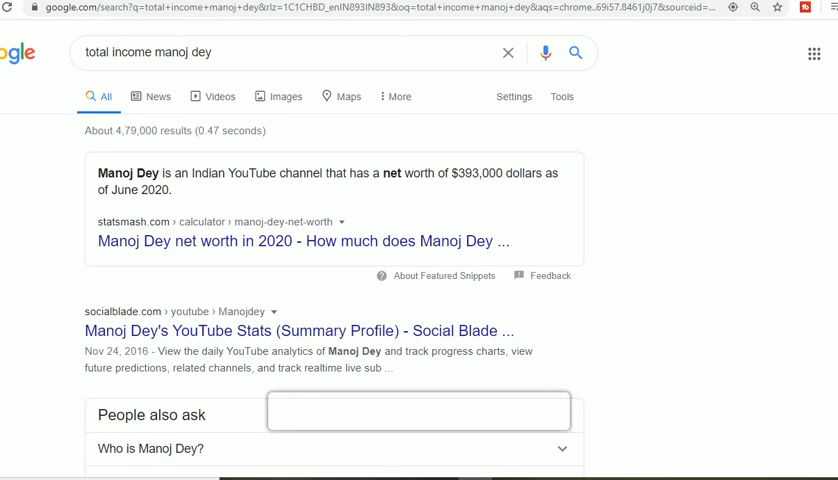 google.com/search?q=total+income+manoj+dey&rlz=1C1CHBD_enIN893IN893&oq=total+income+manoj+dey&aqs=chrome..69i57.8461j0j7&sourceid=...
ogle
total income manoj dey
All News Videos Images Maps More Settings Tools
About 4,79,000 results (0.47 seconds)
Manoj Dey is an Indian YouTube channel that has a net worth of $393,000 dollars as
of June 2020.
statsmash.com › calculator › manoj-dey-net-worth
Manoj Dey net worth in 2020 - How much does Manoj Dey ...
About Featured Snippets Feedback
socialblade.com › youtube › Manojdey
Manoj Dey's YouTube Stats (Summary Profile) - Social Blade ...
Nov 24, 2016 - View the daily YouTube analytics of Manoj Dey and track progress charts, view
future predictions, related channels, and track realtime live sub ...
People also ask
Who is Manoj Dey?